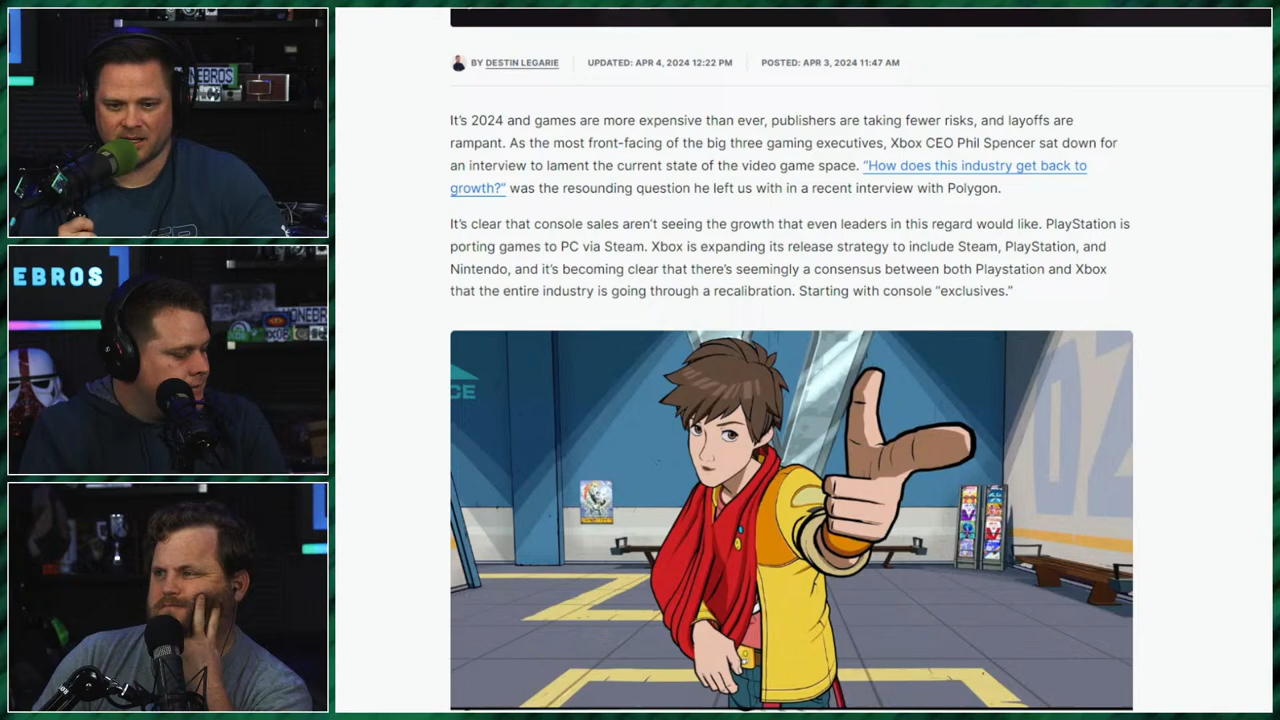 BY DESTIN LEGARIE UPDATED: APR 4, 2024 12:22 PM POSTED: APR 3, 2024 11:47 AM
It’s 2024 and games are more expensive than ever, publishers are taking fewer risks, and layoffs are
rampant. As the most front-facing of the big three gaming executives, Xbox CEO Phil Spencer sat down for
an interview to lament the current state of the video game space. “How does this industry get back to
growth?” was the resounding question he left us with in a recent interview with Polygon.
It’s clear that console sales aren’t seeing the growth that even leaders in this regard would like. PlayStation is
porting games to PC via Steam. Xbox is expanding its release strategy to include Steam, PlayStation, and
Nintendo, and it’s becoming clear that there’s seemingly a consensus between both Playstation and Xbox
that the entire industry is going through a recalibration. Starting with console “exclusives.”
NEBROS
EBROS
CE